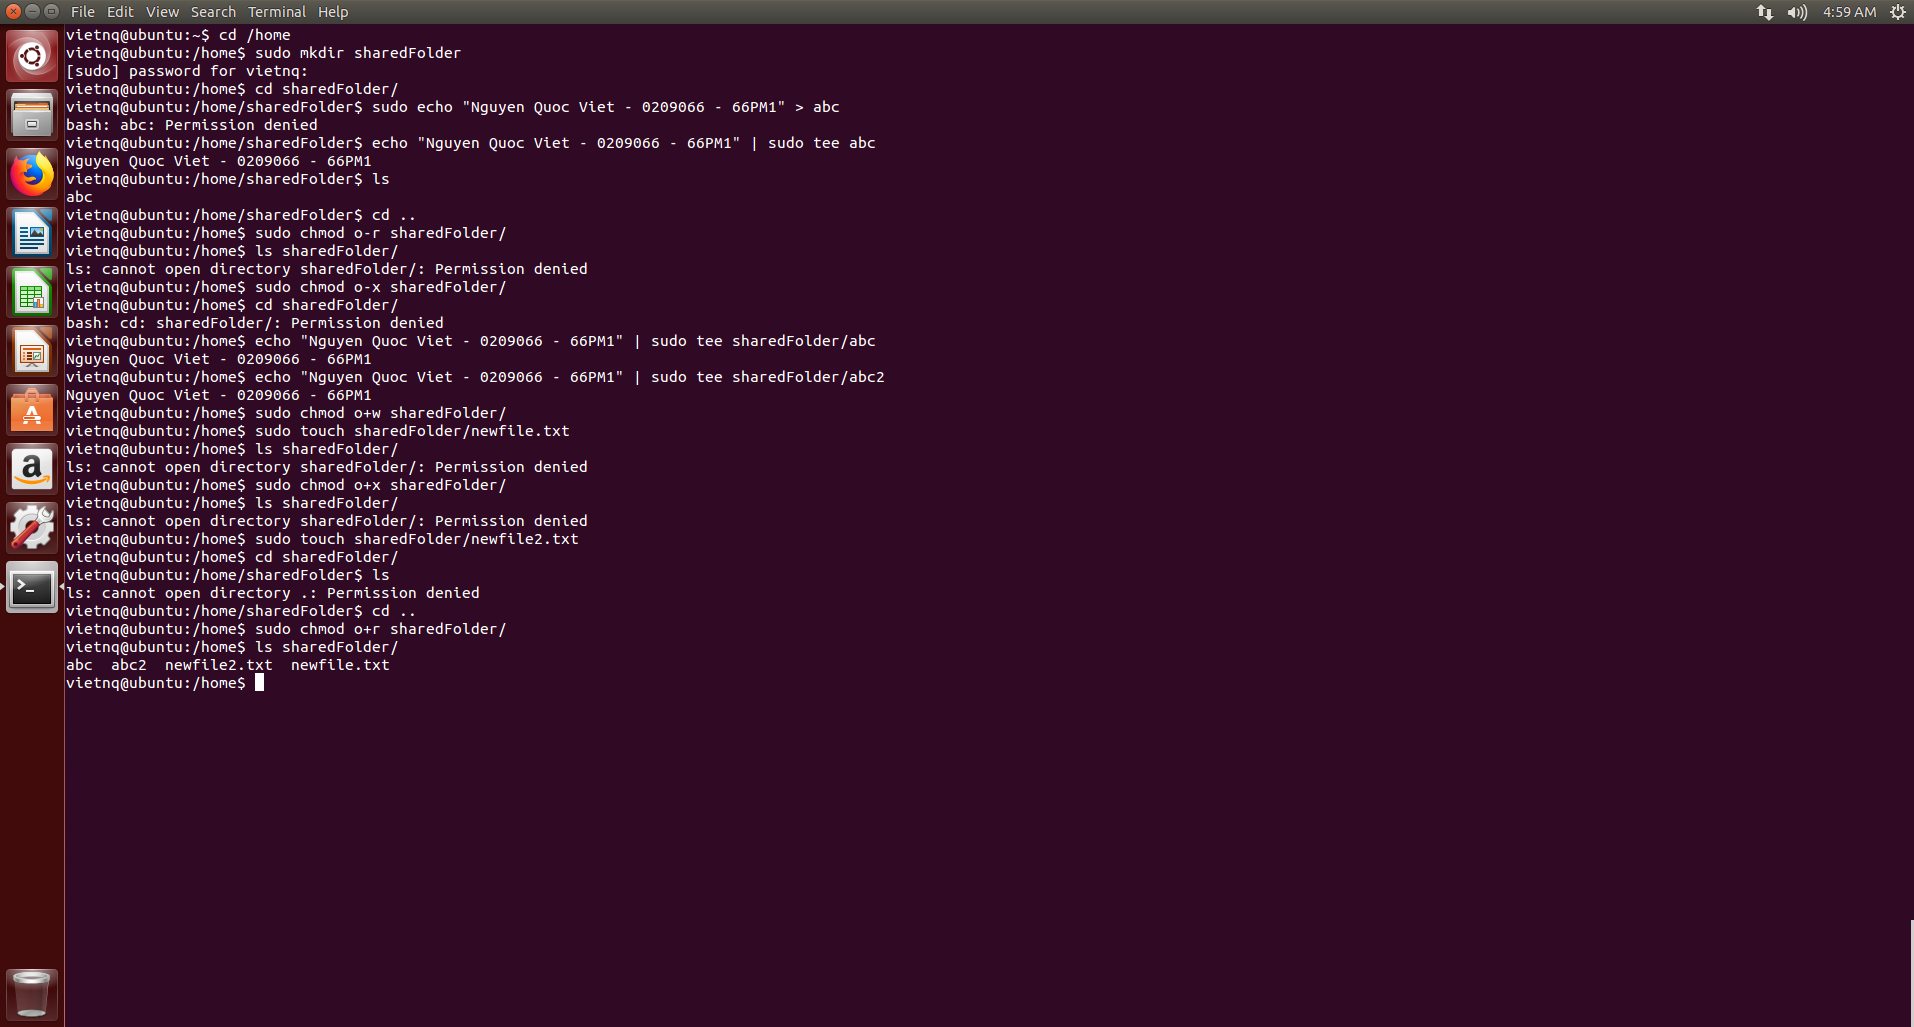 File Edit View Search Terminal Help
4:59 AM
vietnq@ubuntu:~$ cd /home
vietnq@ubuntu:/home$ sudo mkdir sharedFolder
[sudo] password for vietnq:
vietnq@ubuntu:/home$ cd sharedFolder/
vietnq@ubuntu:/home/sharedFolder$ sudo echo "Nguyen Quoc Viet - 0209066 - 66PM1" > abc
bash: abc: Permission denied
vietnq@ubuntu:/home/sharedFolder$ echo "Nguyen Quoc Viet - 0209066 - 66PM1" | sudo tee abc
Nguyen Quoc Viet - 0209066 - 66PM1
vietnq@ubuntu:/home/sharedFolder$ ls
abc
vietnq@ubuntu:/home/sharedFolder$ cd ..
vietnq@ubuntu:/home$ sudo chmod o-r sharedFolder/
vietnq@ubuntu:/home$ ls sharedFolder/
ls: cannot open directory sharedFolder/: Permission denied
vietnq@ubuntu:/home$ sudo chmod o-x sharedFolder/
vietnq@ubuntu:/home$ cd sharedFolder/
bash: cd: sharedFolder/: Permission denied
vietnq@ubuntu:/home$ echo "Nguyen Quoc Viet - 0209066 - 66PM1" | sudo tee sharedFolder/abc
Nguyen Quoc Viet - 0209066 - 66PM1
vietnq@ubuntu:/home$ echo "Nguyen Quoc Viet - 0209066 - 66PM1" | sudo tee sharedFolder/abc2
Nguyen Quoc Viet - 0209066 - 66PM1
vietnq@ubuntu:/home$ sudo chmod o+w sharedFolder/
vietnq@ubuntu:/home$ sudo touch sharedFolder/newfile.txt
vietnq@ubuntu:/home$ ls sharedFolder/
ls: cannot open directory sharedFolder/: Permission denied
vietnq@ubuntu:/home$ sudo chmod o+x sharedFolder/
vietnq@ubuntu:/home$ ls sharedFolder/
ls: cannot open directory sharedFolder/: Permission denied
vietnq@ubuntu:/home$ sudo touch sharedFolder/newfile2.txt
vietnq@ubuntu:/home$ cd sharedFolder/
vietnq@ubuntu:/home/sharedFolder$ ls
ls: cannot open directory .: Permission denied
vietnq@ubuntu:/home/sharedFolder$ cd ..
vietnq@ubuntu:/home$ sudo chmod o+r sharedFolder/
vietnq@ubuntu:/home$ ls sharedFolder/
abc  abc2  newfile2.txt  newfile.txt
vietnq@ubuntu:/home$